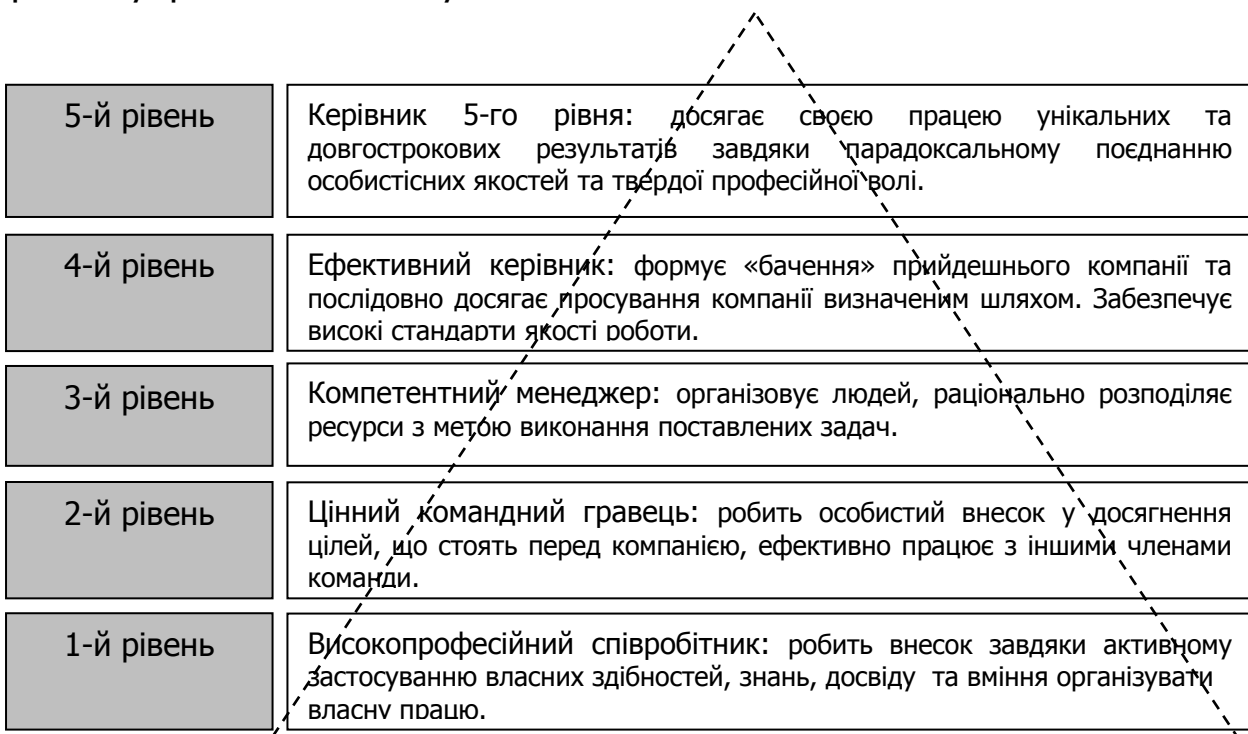 5-й рівень
Керівник 5-го рівня: досягає своєю працею унікальних та
довгострокових результатів завдяки парадоксальному поєднанню
особистісних якостей та твердої професійної волі.
4-й рівень
Ефективний керівник: формує «бачення» прийдешнього компанії та
послідовно досягає просування компанії визначеним шляхом. Забезпечує
високі стандарти якості роботи.
3-й рівень
Компетентний менеджер: організовує людей, раціонально розподіляє
ресурси з метою виконання поставлених задач.
2-й рівень
Цінний командний гравець: робить особистий внесок у досягнення
цілей, що стоять перед компанією, ефективно працює з іншими членами
команди.
1-й рівень
Високопрофесійний співробітник: робить внесок завдяки активному
застосуванню власних здібностей, знань, досвіду та вміння організувати
власну працю.